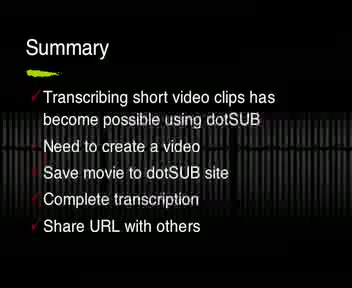 Summary
Transcribing short video clips has
become possible using dotSUB
Need to create a video
Save movie to dotSUB site
Complete transcription
Share URL with others